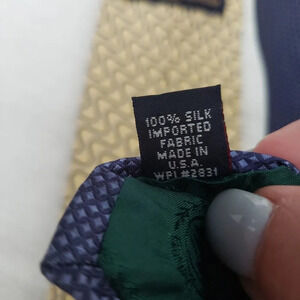 100% SILK
IMPORTED
FABRIC
MADE IN
U.S.A.
WPL#2831